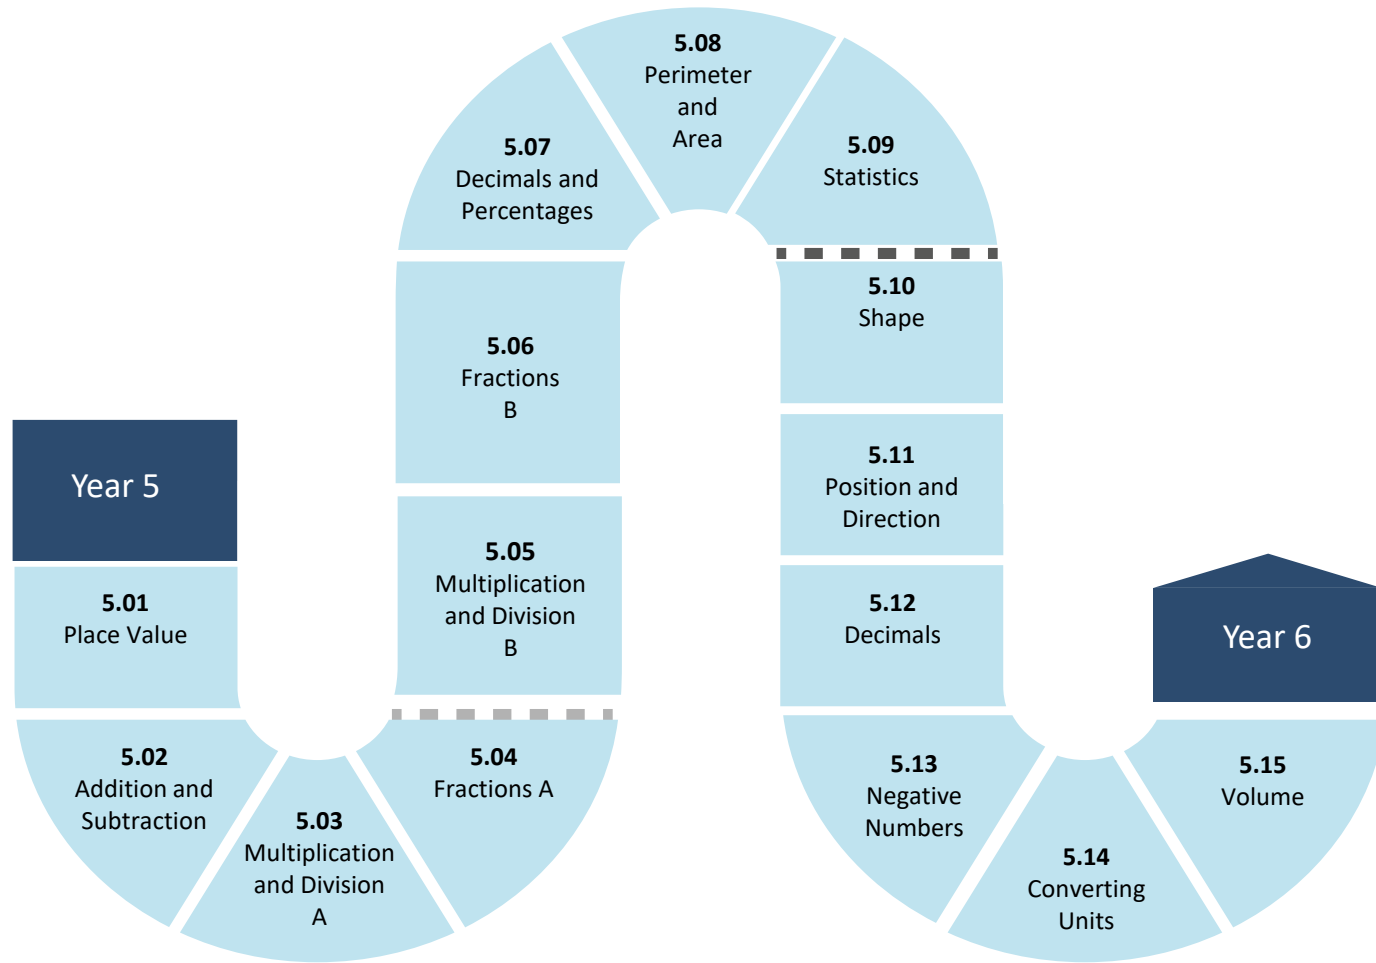 Year 5
5.01
Place Value
5.02
Addition and
Subtraction
5.03
Multiplication
and Division
A
5.04
Fractions A
5.05
Multiplication
and Division
B
5.06
Fractions
B
5.07
Decimals and
Percentages
5.08
Perimeter
and
Area
5.09
Statistics
5.10
Shape
5.11
Position and
Direction
5.12
Decimals
5.13
Negative
Numbers
5.14
Converting
Units
5.15
Volume
Year 6